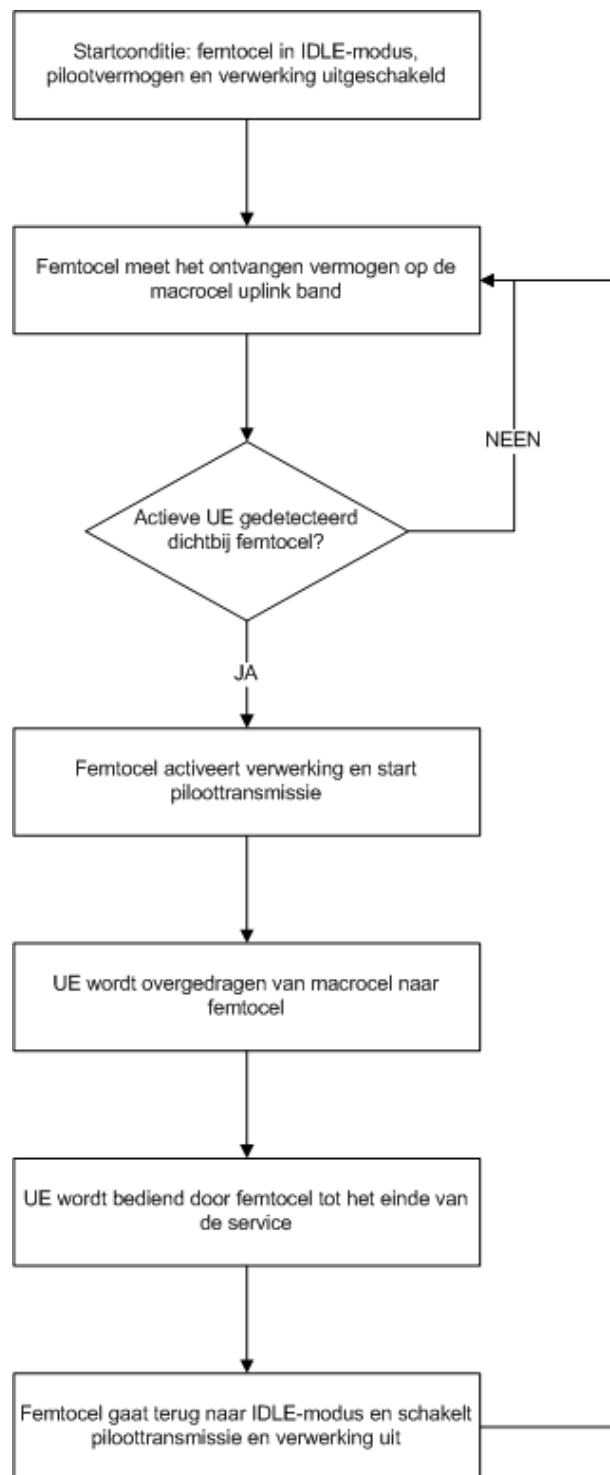 Startconditie: femtocel in IDLE-modus,
pilootvermogen en verwerking uitgeschakeld
Femtocel meet het ontvangen vermogen op de
macrocel uplink band
NEEN
Actieve UE gedetecteerd
dichtbij femtocel?
JA
Femtocel activeert verwerking en start
piloottransmissie
UE wordt overgedragen van macrocel naar
femtocel
UE wordt bediend door femtocel tot het einde van
de service
Femtocel gaat terug naar IDLE-modus en schakelt
piloottransmissie en verwerking uit